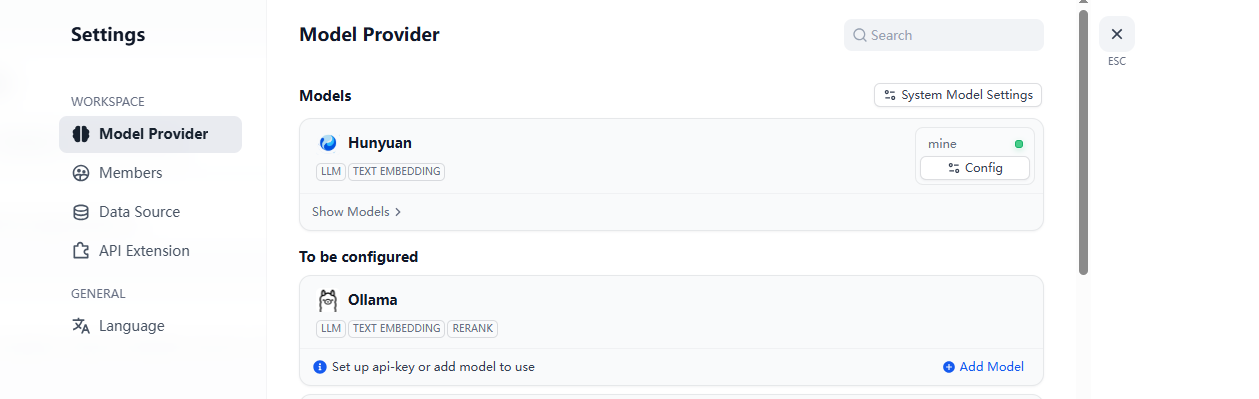 Settings
WORKSPACE
Model Provider
Members
Data Source
API Extension
GENERAL
Language
Model Provider
Search
ESC
Models
System Model Settings
Hunyuan
LLM TEXT EMBEDDING
mine
Config
Show Models
To be configured
Ollama
LLM TEXT EMBEDDING RERANK
Set up api-key or add model to use
Add Model